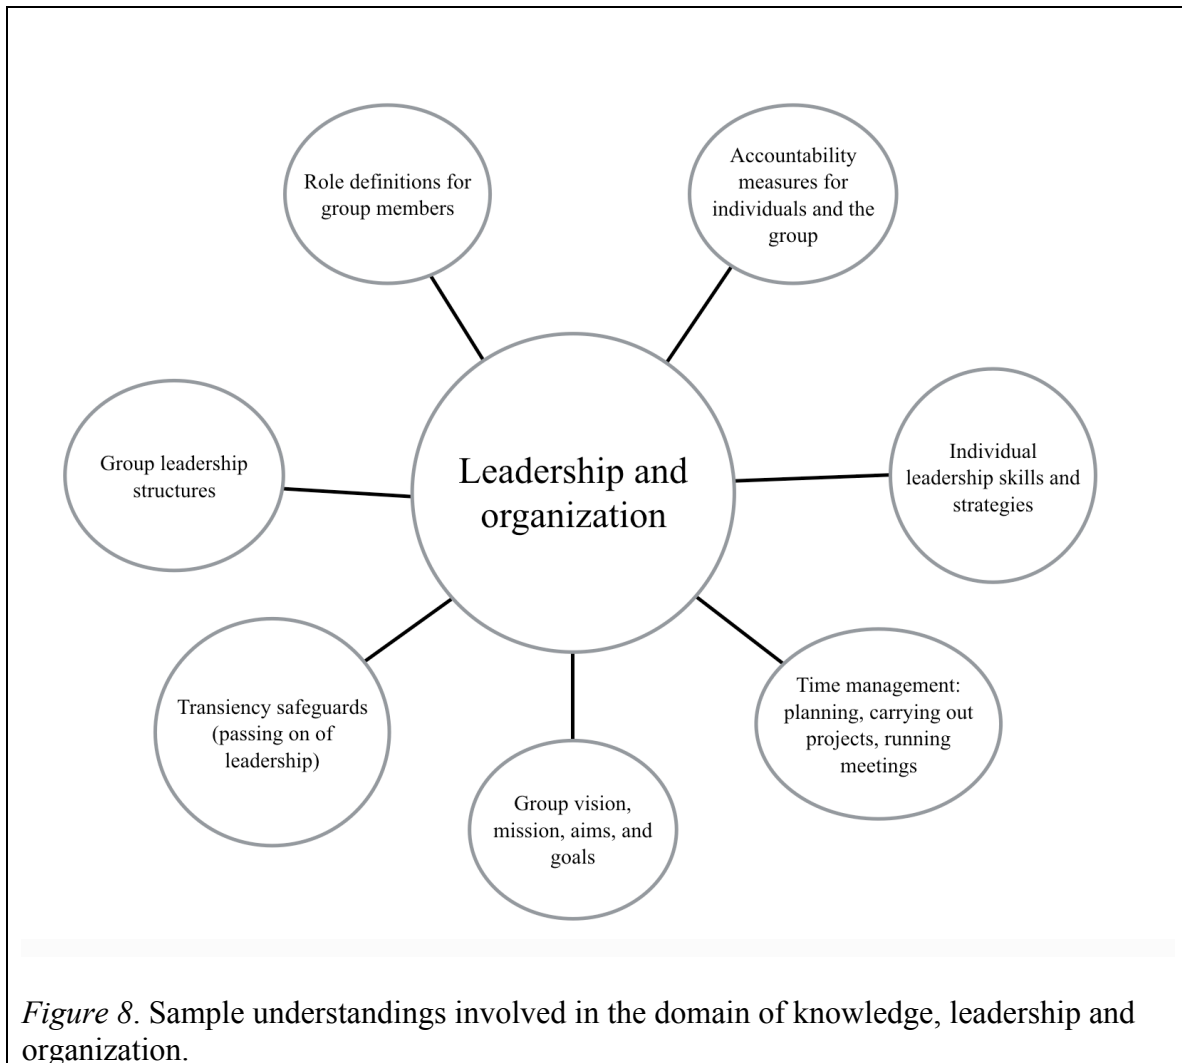 Role definitions for
group members
Accountability
measures for
individuals and the
group
Group leadership
structures
Leadership and
organization
Individual
leadership skills and
strategies
Transiency safeguards
(passing on of
leadership)
Time management:
planning, carrying out
projects, running
meetings
Group vision,
mission, aims, and
goals
Figure 8. Sample understandings involved in the domain of knowledge, leadership and
organization.